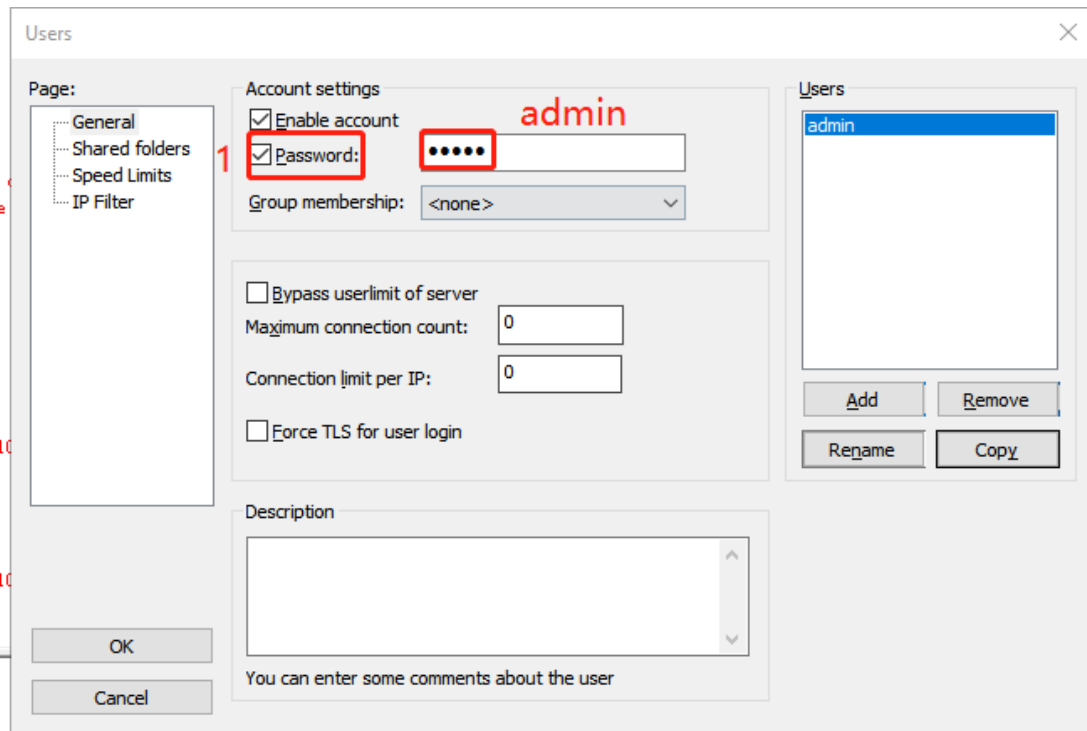 Users
Page:
General
Shared folders
Speed Limits
IP Filter
Account settings
Enable account
admin
1
Password:
•••••
Group membership:
<none>
Bypass userlimit of server
Maximum connection count:
0
Connection limit per IP:
0
Force TLS for user login
Description
You can enter some comments about the user
Users
admin
Add
Remove
Rename
Copy
OK
Cancel